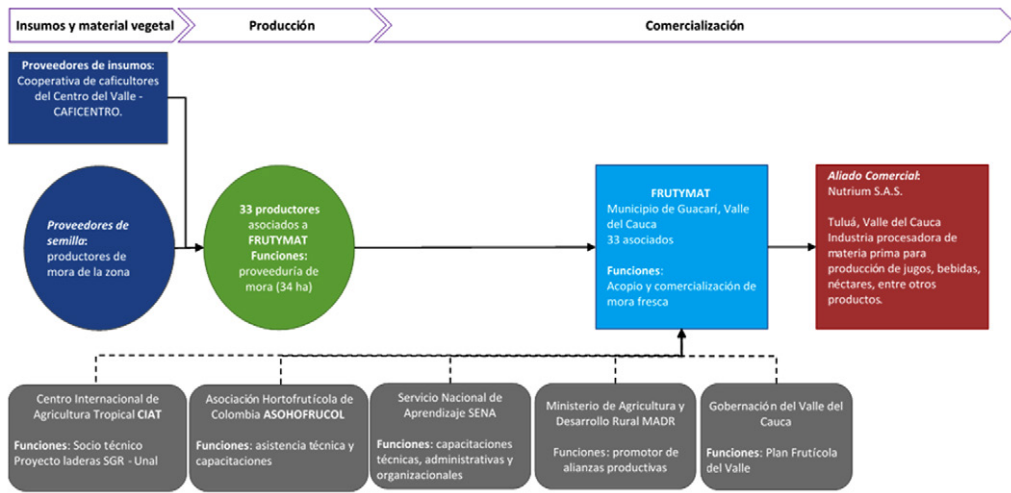 Insumos y material vegetal
Producción
Comercialización
Proveedores de insumos:
Cooperativa de caficultores
del Centro del Valle -
CAFICENTRO.
Proveedores de
semilla:
productores de
mora de la zona
33 productores
asociados a
FRUTYMAT
Funciones:
proveeduría de
mora (34 ha)
FRUTYMAT
Municipio de Guacarí, Valle
del Cauca
33 asociados
Funciones:
Acopio y comercialización de
mora fresca
Aliado Comercial:
Nutrium S.A.S.
Tuluá, Valle del Cauca
Industria procesadora de
materia prima para
producción de jugos, bebidas,
néctares, entre otros
productos.
Centro Internacional de
Agricultura Tropical CIAT
Funciones: Socio técnico
Proyecto laderas SGR - Unal
Asociación Hortofrutícola de
Colombia ASOHOFRUCOL
Funciones: asistencia técnica y
capacitaciones
Servicio Nacional de
Aprendizaje SENA
Funciones: capacitaciones
técnicas, administrativas y
organizacionales
Ministerio de Agricultura y
Desarrollo Rural MADR
Funciones: promotor de
alianzas productivas
Gobernación del Valle del
Cauca
Funciones: Plan Frutícola
del Valle